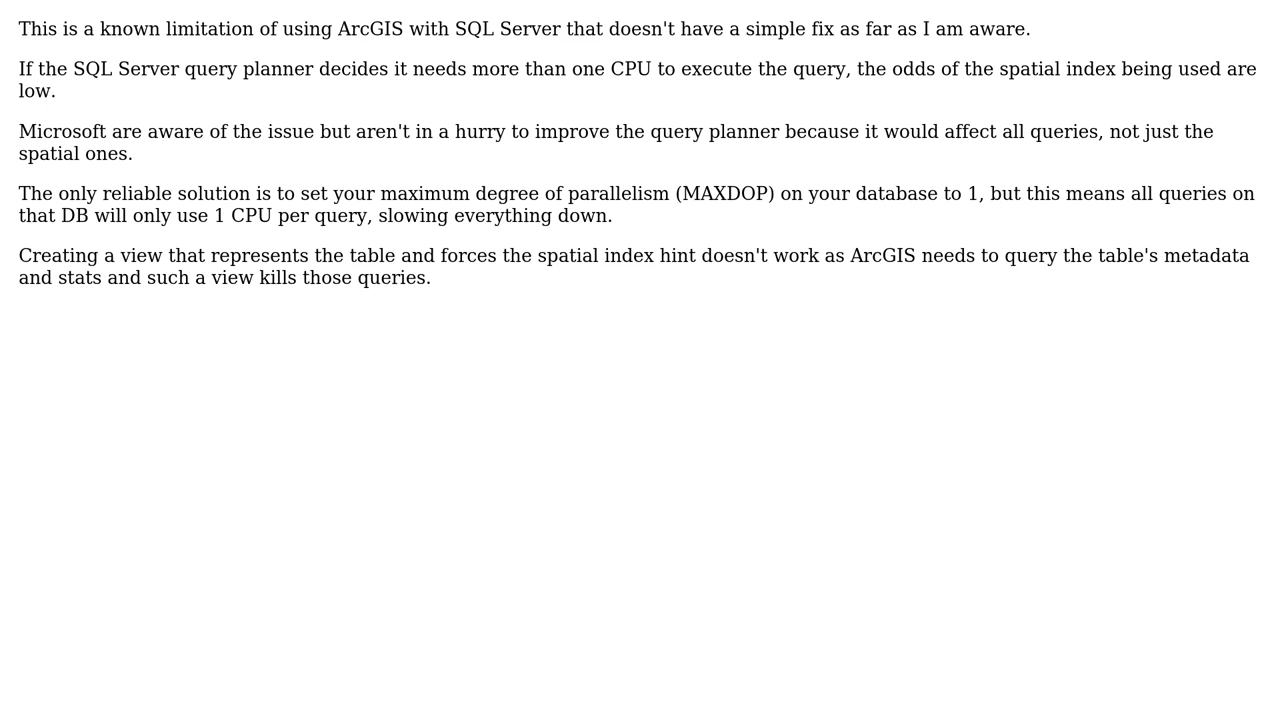 This is a known limitation of using ArcGIS with SQL Server that doesn't have a simple fix as far as I am aware.
If the SQL Server query planner decides it needs more than one CPU to execute the query, the odds of the spatial index being used are
low.
Microsoft are aware of the issue but aren't in a hurry to improve the query planner because it would affect all queries, not just the
spatial ones.
The only reliable solution is to set your maximum degree of parallelism (MAXDOP) on your database to 1, but this means all queries on
that DB will only use 1 CPU per query, slowing everything down.
Creating a view that represents the table and forces the spatial index hint doesn't work as ArcGIS needs to query the table's metadata
and stats and such a view kills those queries.